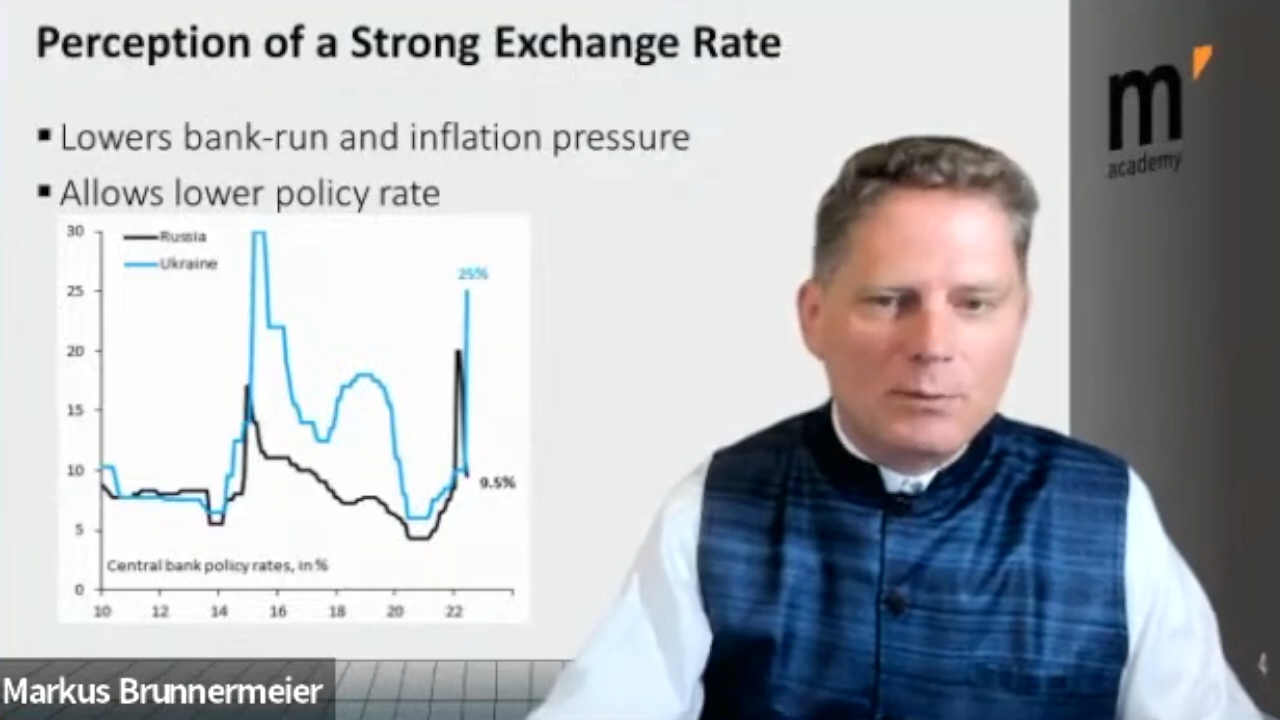 Perception of a Strong Exchange Rate
m'
academy
▪ Lowers bank-run and inflation pressure
▪ Allows lower policy rate
30
Russia
Ukraine
25%
25
20
15
10
9.5%
5
Central bank policy rates, in %
0
10 12 14 16 18 20 22
4
Markus Brunnermeier